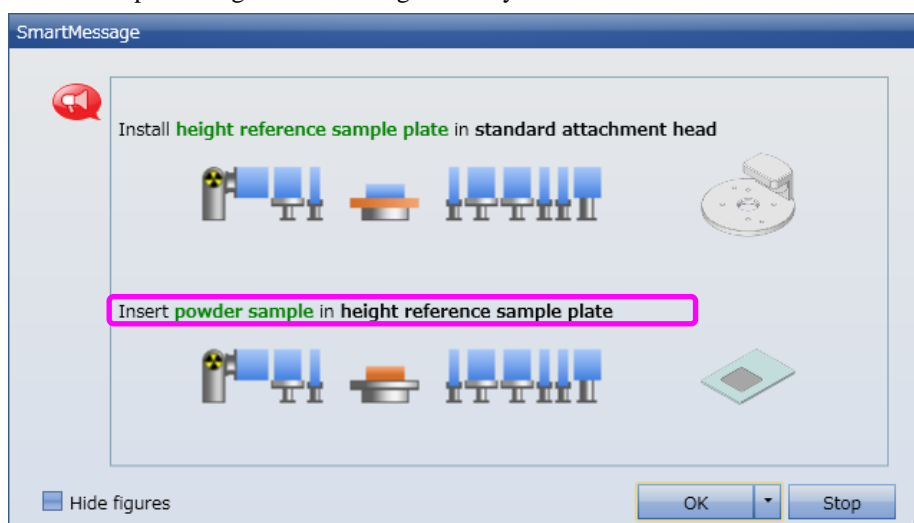 SmartMessage
Install height reference sample plate in standard attachment head
Insert powder sample in height reference sample plate
Hide figures
OK
Stop